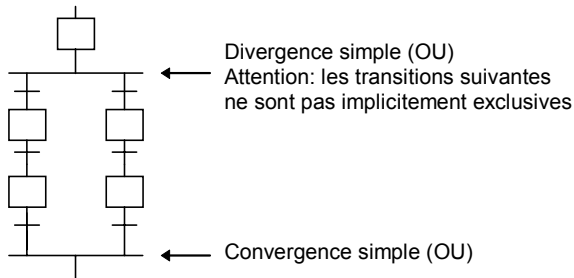 Divergence simple (OU)
Attention: les transitions suivantes
ne sont pas implicitement exclusives
Convergence simple (OU)